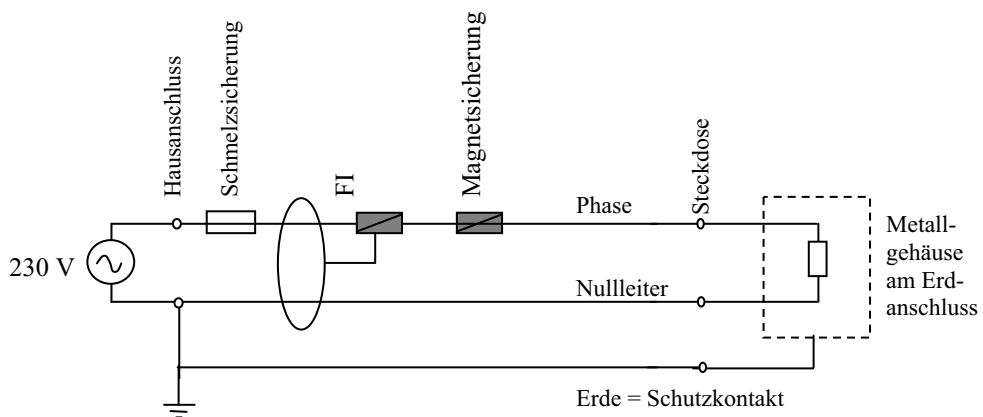 Hausanschluss
Schmelzsicherung
FI
Magnetsicherung
Phase
Steckdose
Metall-
gehäuse
am Erd-
anschluss
230 V
Nullleiter
Erde = Schutzkontakt